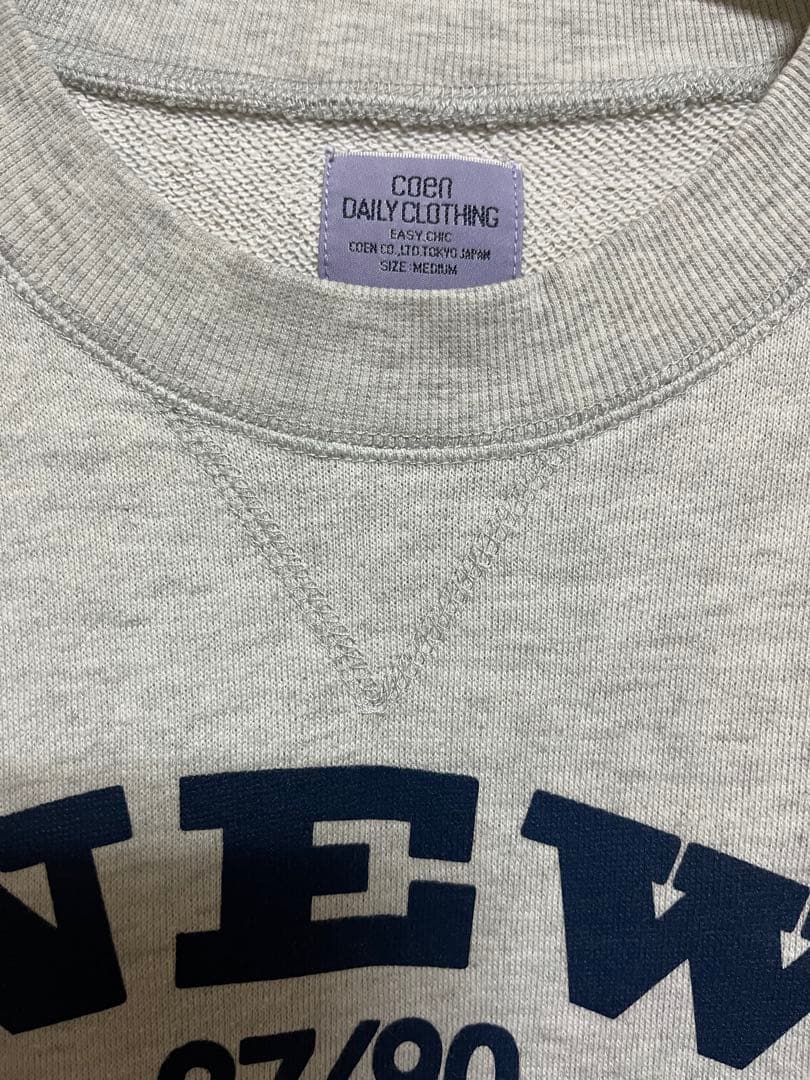 coen
DAILY CLOTHING
EASY.CHIC
COEN CO.,LTD.TOKYO JAPAN
SIZE:MEDIUM
NEW